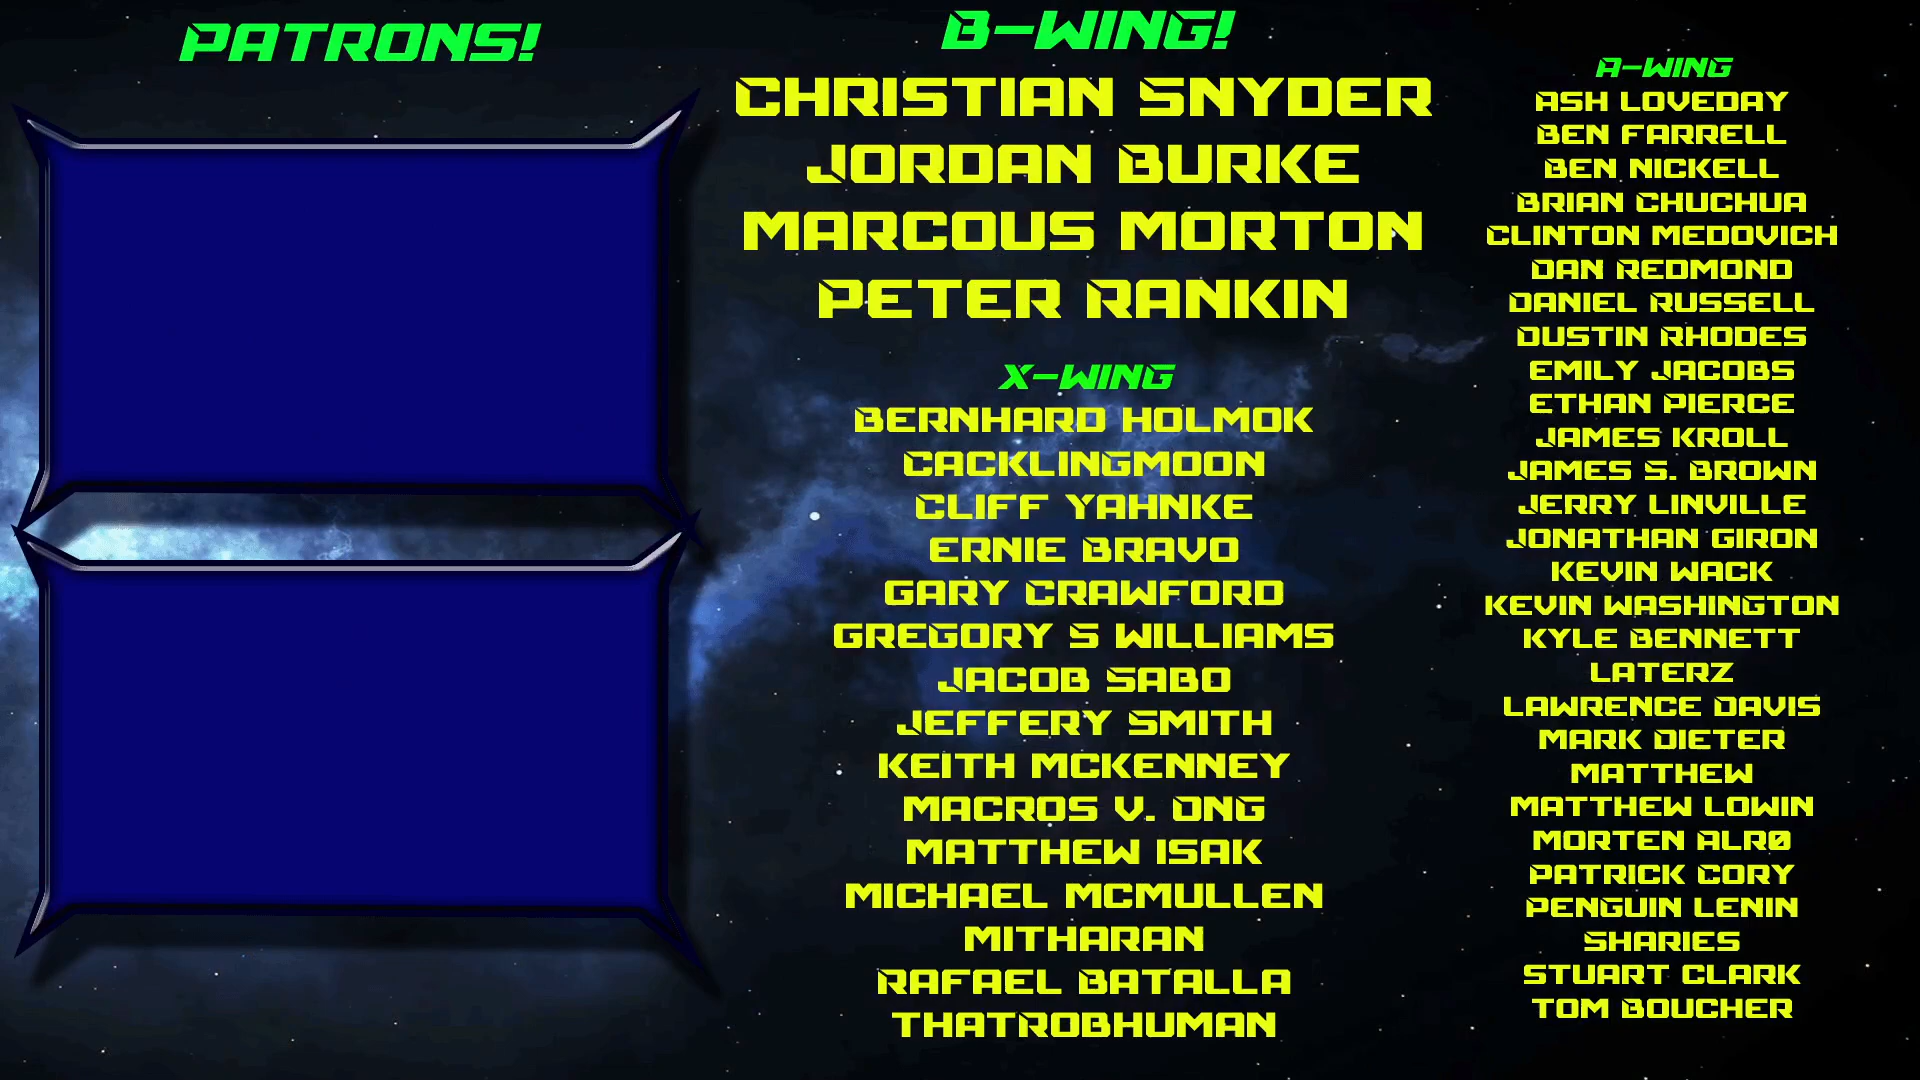 PATRONS!
B-WING!
CHRISTIAN SNYDER
JORDAN BURKE
MARCOUS MORTON
PETER RANKIN
X-WING
BERNHARD HOLMOK
CACKLINGMOON
CLIFF YAHNKE
ERNIE BRAVO
GARY CRAWFORD
GREGORY S WILLIAMS
JACOB SABO
JEFFERY SMITH
KEITH MCKENNEY
MACROS V. ONG
MATTHEW ISAK
MICHAEL MCMULLEN
MITHARAN
RAFAEL BATALLA
THATROBHUMAN
A-WING
ASH LOVEDAY
BEN FARRELL
BEN NICKELL
BRIAN CHUCHUA
CLINTON MEDOVICH
DAN REDMOND
DANIEL RUSSELL
DUSTIN RHODES
EMILY JACOBS
ETHAN PIERCE
JAMES KROLL
JAMES S. BROWN
JERRY LINVILLE
JONATHAN GIRON
KEVIN WACK
KEVIN WASHINGTON
KYLE BENNETT
LATERZ
LAWRENCE DAVIS
MARK DIETER
MATTHEW
MATTHEW LOWIN
MORTEN ALRØ
PATRICK CORY
PENGUIN LENIN
SHARIES
STUART CLARK
TOM BOUCHER